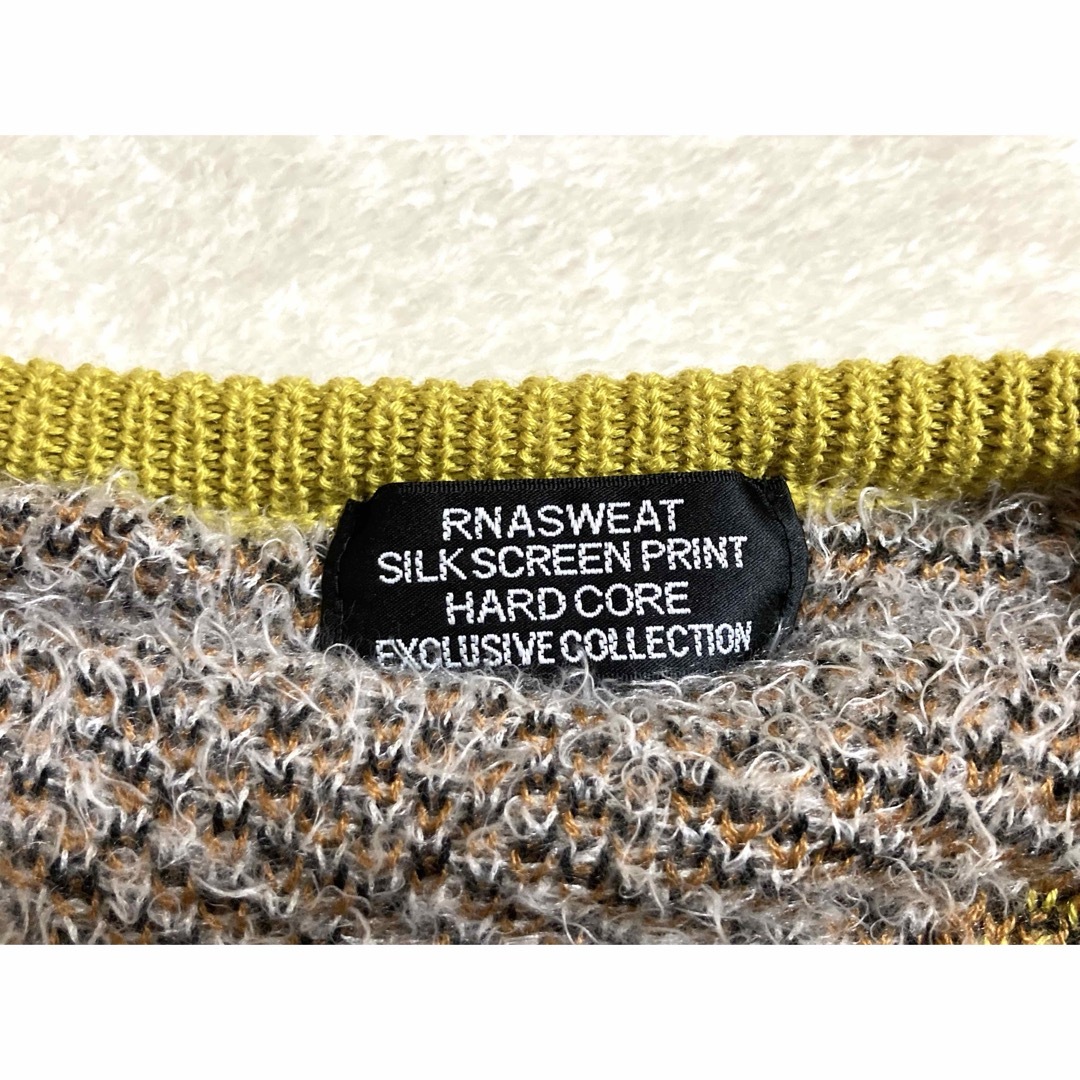 RNASWEAT
SILK SCREEN PRINT
HARD CORE
EXCLUSIVE COLLECTION